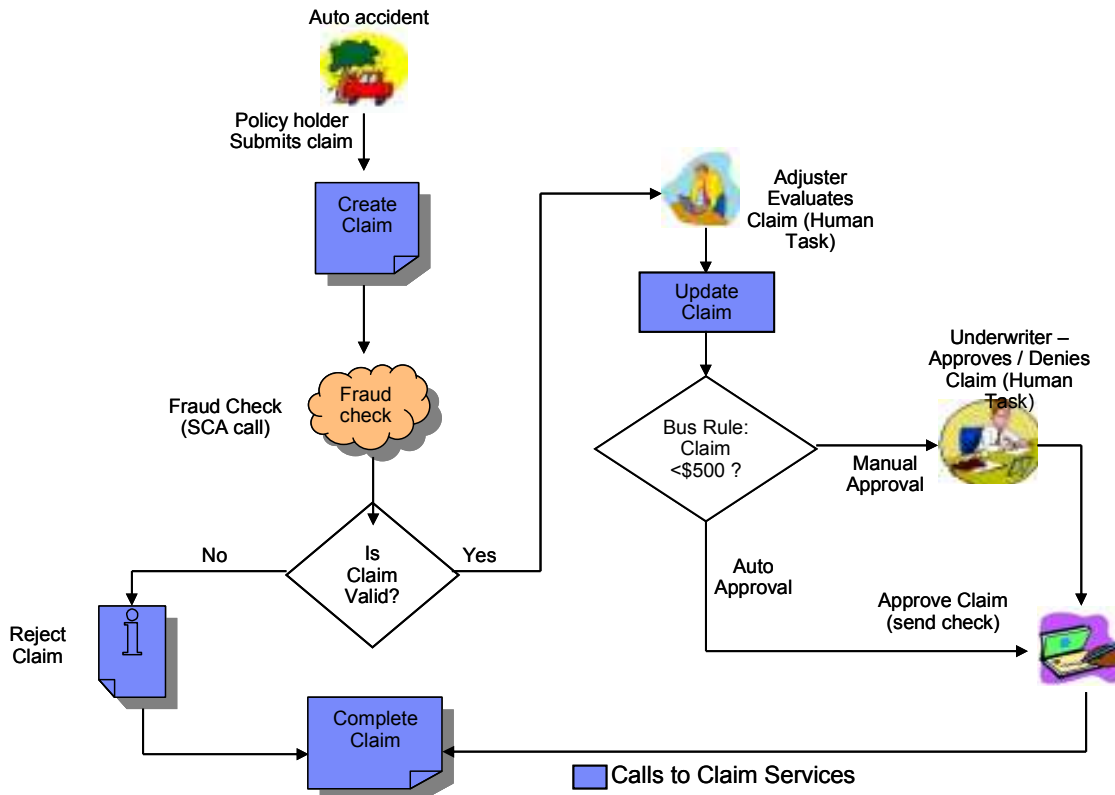 Auto accident
Policy holder
Submits claim
Create
Claim
Fraud Check
(SCA call)
Fraud
check
Is
Claim
Valid?
No
Yes
Reject
Claim
i
Complete
Claim
Adjuster
Evaluates
Claim (Human
Task)
Update
Claim
Bus Rule:
Claim
<$500 ?
Manual
Approval
Underwriter –
Approves / Denies
Claim (Human
Task)
Auto
Approval
Approve Claim
(send check)
Calls to Claim Services